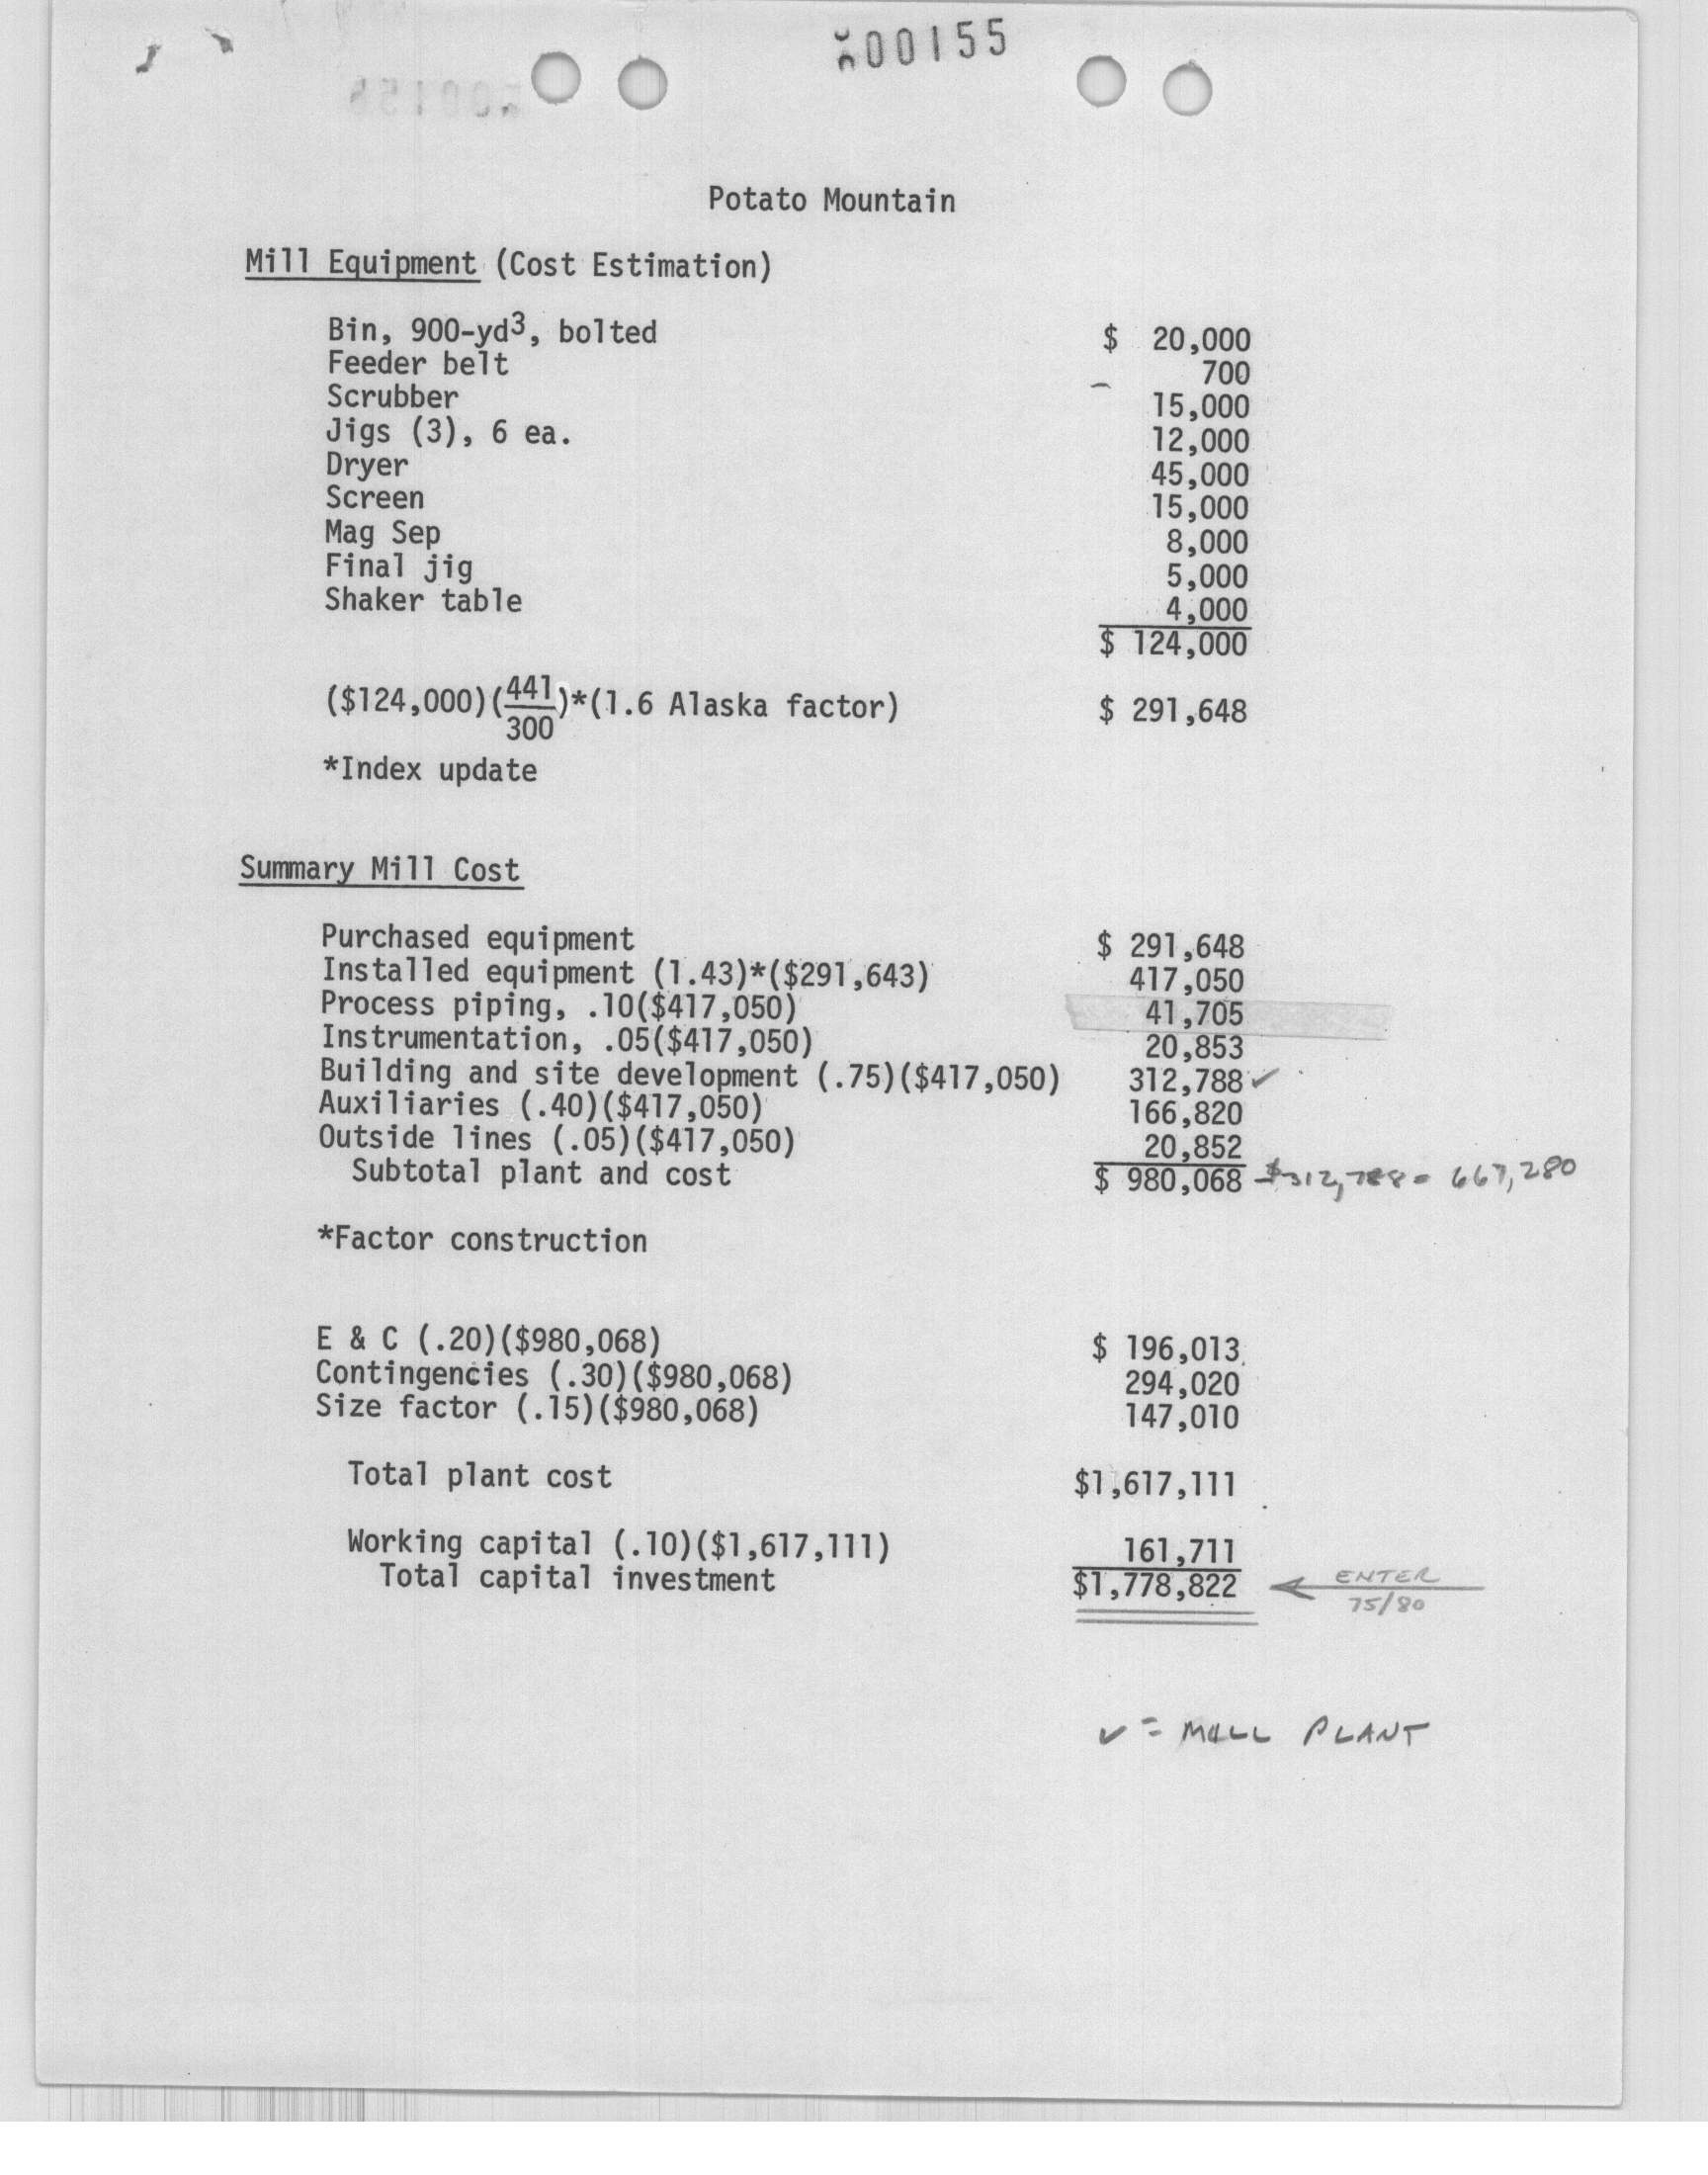 00155
Potato Mountain
Mill Equipment (Cost Estimation)
Bin, 900-yd3, bolted $ 20,000
Feeder belt 700
Scrubber 15,000
Jigs (3), 6 ea. 12,000
Dryer 45,000
Screen 15,000
Mag Sep 8,000
Final jig 5,000
Shaker table 4,000
$ 124,000
($124,000)(441/300)*(1.6 Alaska factor) $ 291,648
*Index update
Summary Mill Cost
Purchased equipment $ 291,648
Installed equipment (1.43)*($291,643) 417,050
Process piping, .10($417,050) 41,705
Instrumentation, .05($417,050) 20,853
Building and site development (.75)($417,050) 312,788 ✓
Auxiliaries (.40)($417,050) 166,820
Outside lines (.05)($417,050) 20,852
Subtotal plant and cost $ 980,068 - $312,788 = 667,280
*Factor construction
E & C (.20)($980,068) $ 196,013
Contingencies (.30)($980,068) 294,020
Size factor (.15)($980,068) 147,010
Total plant cost $1,617,111
Working capital (.10)($1,617,111) 161,711
Total capital investment $1,778,822 ENTER
75/80
✓ = MILL PLANT